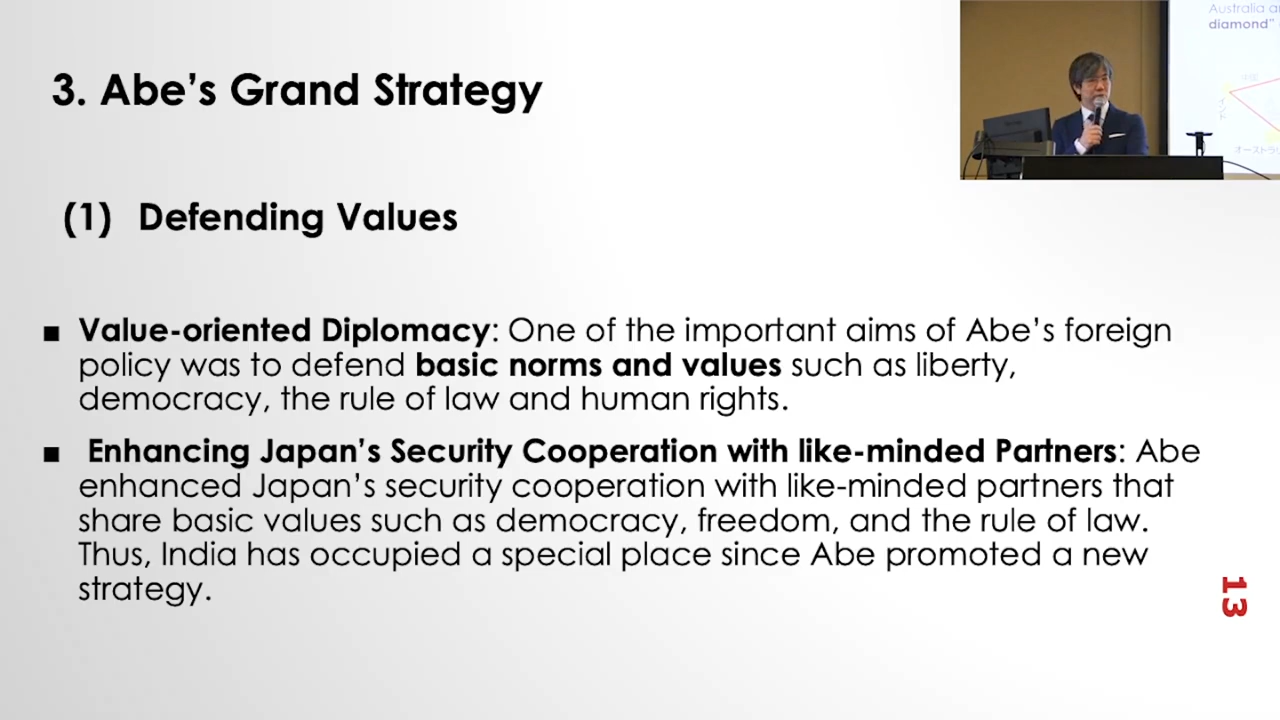 3. Abe's Grand Strategy
Australia
diamond"
(1) Defending Values
■ Value-oriented Diplomacy: One of the important aims of Abe's foreign
policy was to defend basic norms and values such as liberty,
democracy, the rule of law and human rights.
■ Enhancing Japan's Security Cooperation with like-minded Partners: Abe
enhanced Japan's security cooperation with like-minded partners that
share basic values such as democracy, freedom, and the rule of law.
Thus, India has occupied a special place since Abe promoted a new
strategy.
13